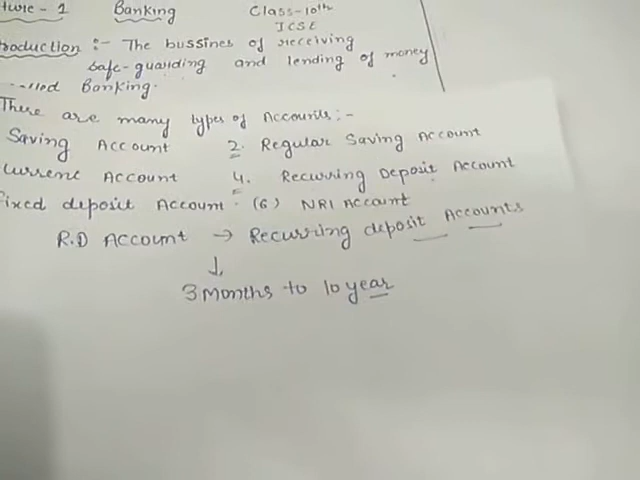 ture - 1 Banking Class-10th
ICSE
roduction :- The bussines of receiving
safe-guarding and lending of money
called Banking.
There are many types of Accounts :-
Saving Account 2. Regular Saving Account
Current Account 4. Recurring Deposit Account
Fixed deposit Account. (6) NRI Account
R.D Account → Recurring deposit Accounts
↓
3 Months to 10 year